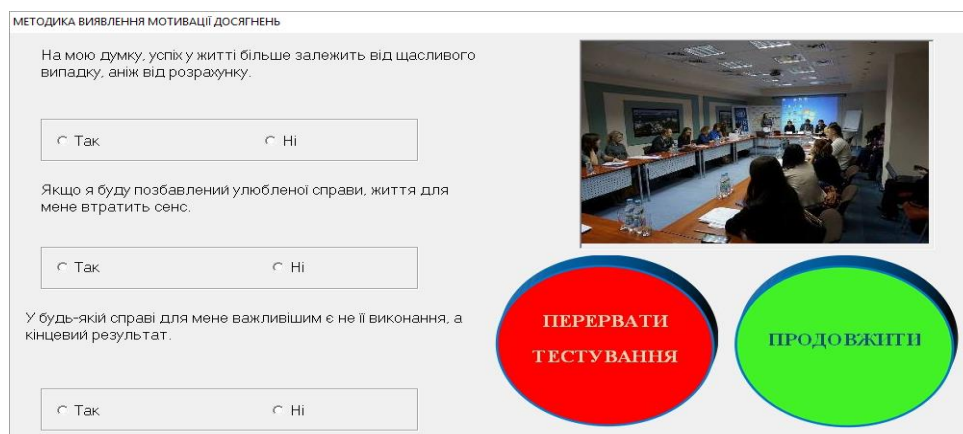 МЕТОДИКА ВИЯВЛЕННЯ МОТИВАЦІЇ ДОСЯГНЕНЬ
На мою думку, успіх у житті більше залежить від щасливого
випадку, аніж від розрахунку.
Так Ні
Якщо я буду позбавлений улюбленої справи, життя для
мене втратить сенс.
Так Ні
У будь-якій справі для мене важливішим є не її виконання, а
кінцевий результат.
Так Ні
ПЕРЕРВАТИ
ТЕСТУВАННЯ
ПРОДОВЖИТИ